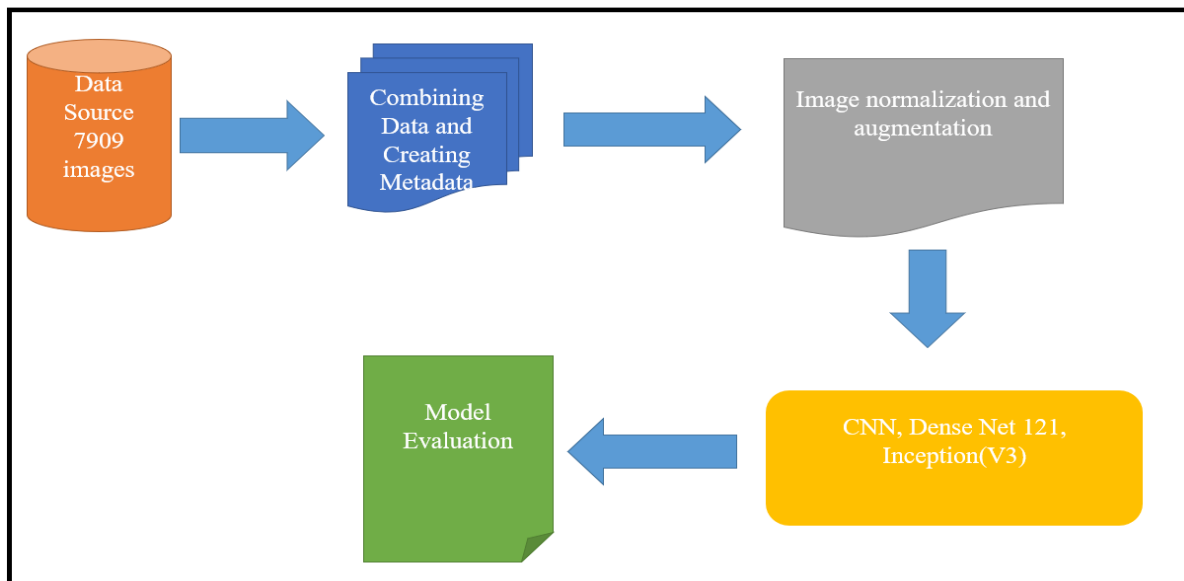 Data
Source
7909
images
Combining
Data and
Creating
Metadata
Image normalization and
augmentation
CNN, Dense Net 121,
Inception(V3)
Model
Evaluation